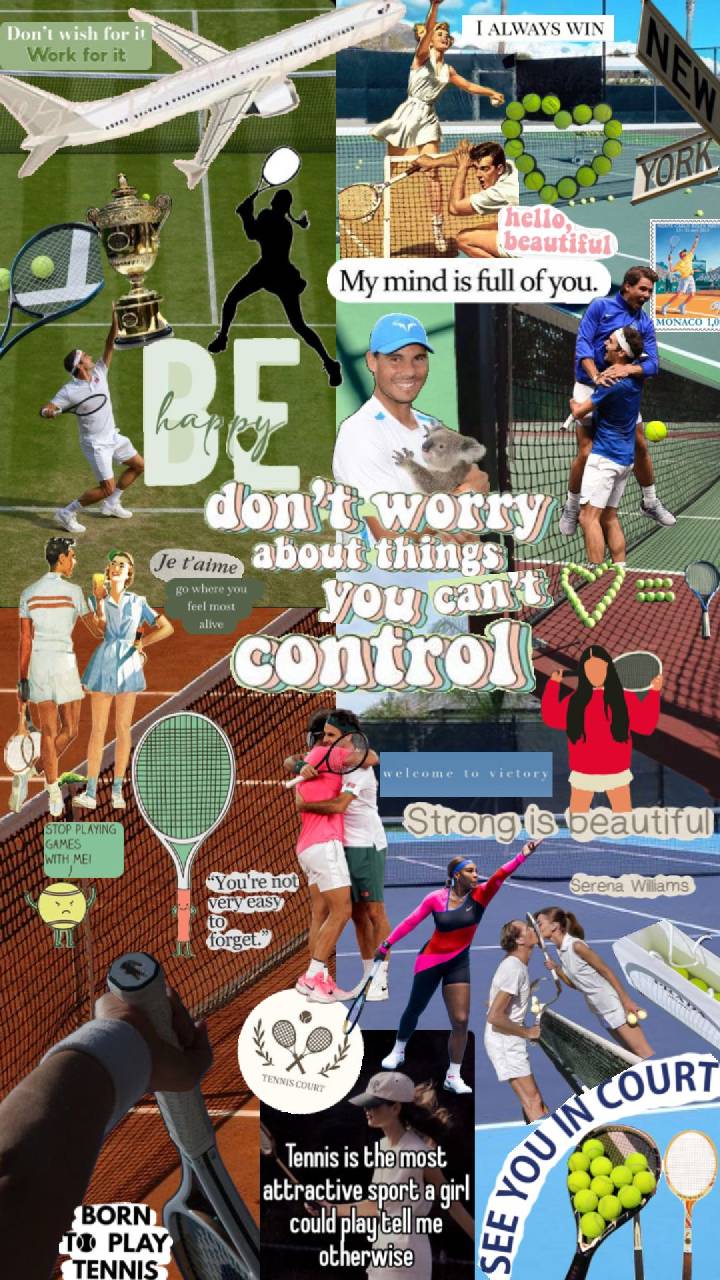 Don't wish for it
Work for it
I ALWAYS WIN
NEW
YORK
hello,
beautiful
My mind is full of you.
MONACO 1,0
BE
happy
don't worry
about things
you can't
control
Je t'aime
go where you
feel most
alive
welcome to victory
Strong is beautiful
Serena Williams
STOP PLAYING
GAMES
WITH ME!
"You're not
very easy
to
forget."
TENNIS COURT
SEE YOU IN COURT
Tennis is the most
attractive sport a girl
could play tell me
otherwise
BORN
TO PLAY
TENNIS